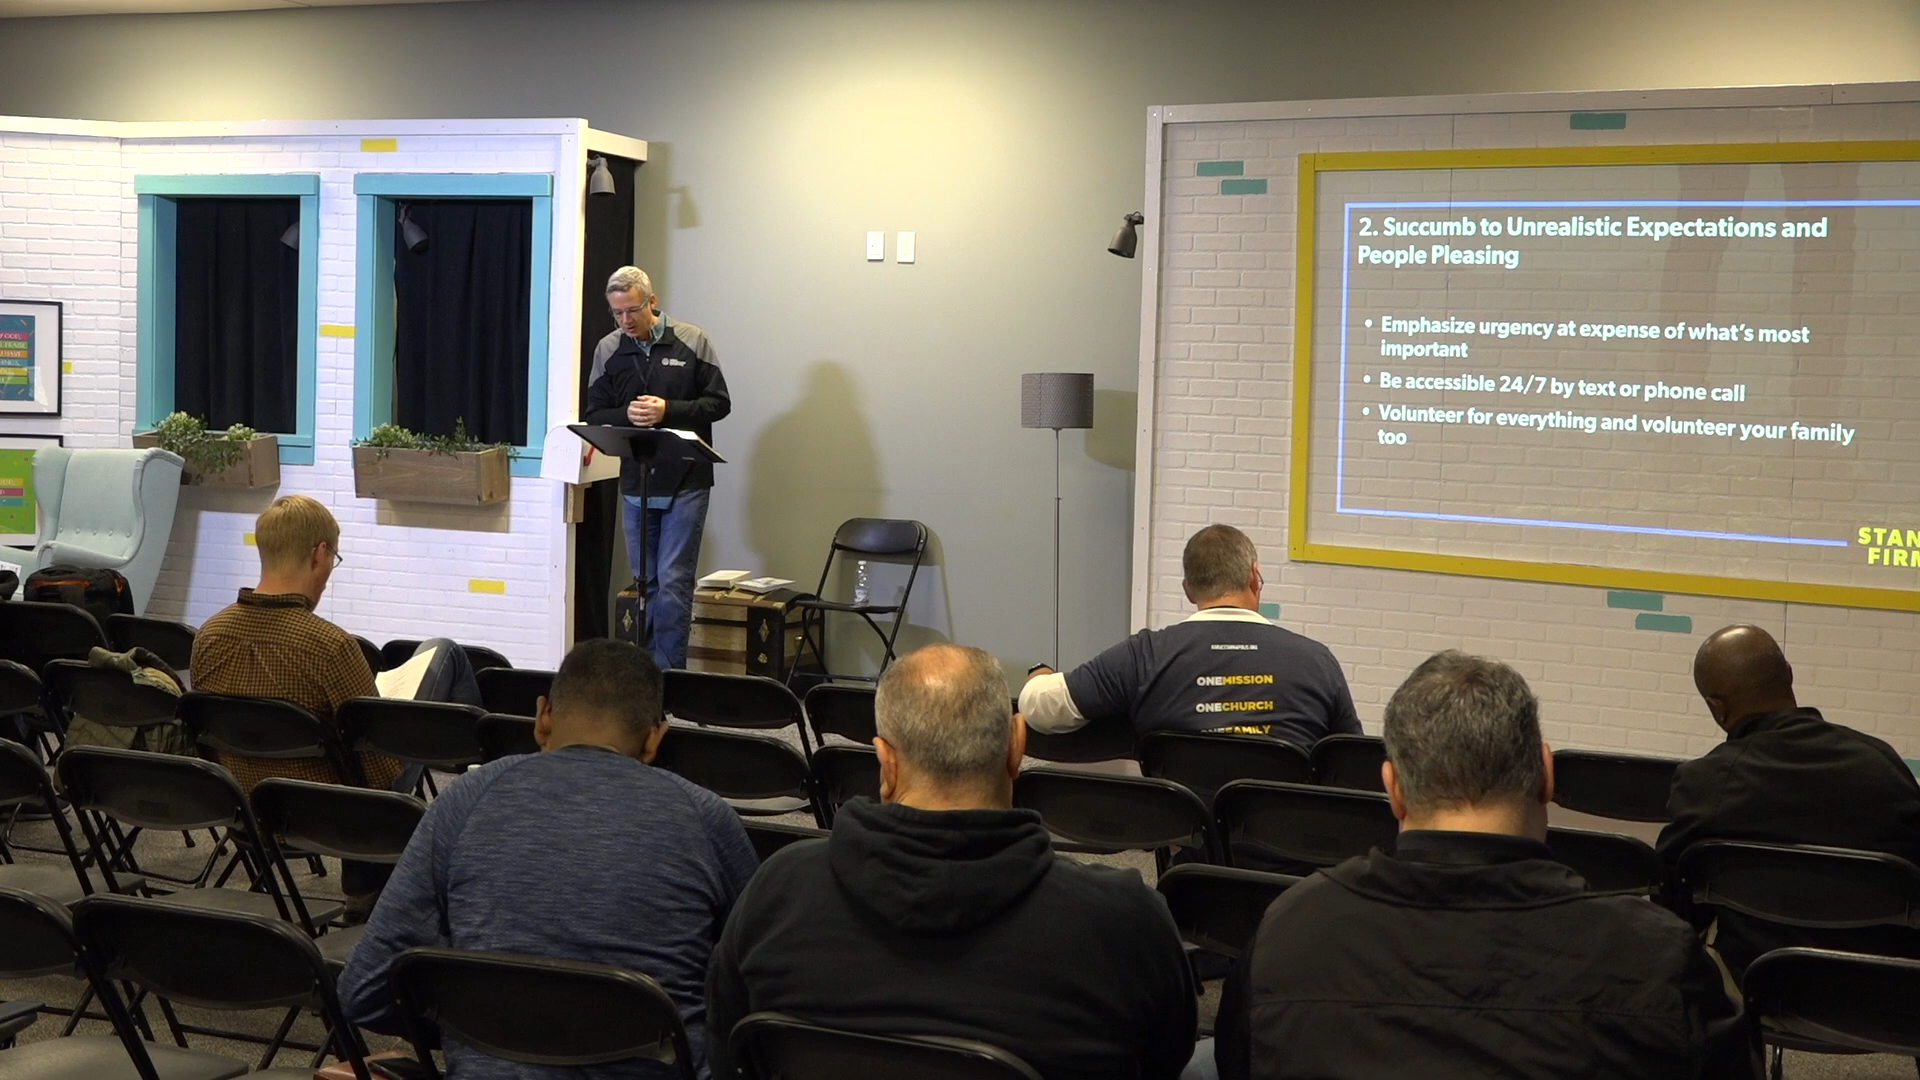 2. Succumb to Unrealistic Expectations and
People Pleasing
• Emphasize urgency at expense of what's most
important
• Be accessible 24/7 by text or phone call
• Volunteer for everything and volunteer your family
too
STAN
FIRM
ONEMISSION
ONECHURCH
ONEFAMILY